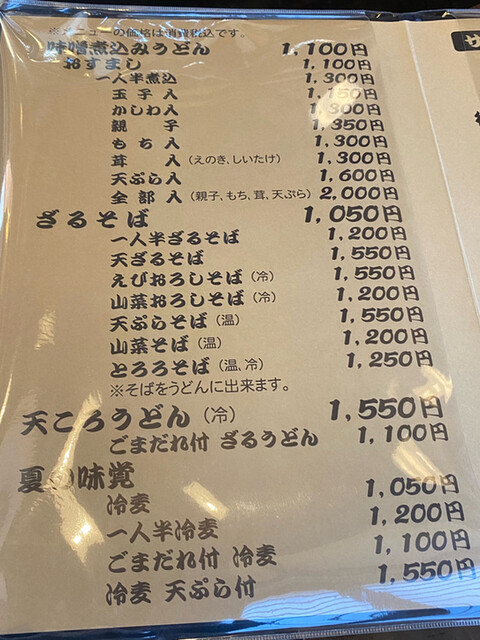 ※メニューの価格は消費税込です。
味噌煮込みうどん 1,100円
おすまし 1,100円
一人半煮込 1,300円
玉子入 1,150円
かしわ入 1,300円
親子 1,350円
もち入 1,300円
茸入(えのき、しいたけ) 1,300円
天ぷら入 1,600円
全部入(親子、もち、茸、天ぷら) 2,000円
ざるそば 1,050円
一人半ざるそば 1,200円
天ざるそば 1,550円
えびおろしそば(冷) 1,550円
山菜おろしそば(冷) 1,200円
天ぷらそば(温) 1,550円
山菜そば(温) 1,200円
とろろそば(温、冷) 1,250円
※そばをうどんに出来ます。
天ころうどん(冷) 1,550円
ごまだれ付 ざるうどん 1,100円
夏の味覚
冷麦 1,050円
一人半冷麦 1,200円
ごまだれ付 冷麦 1,100円
冷麦 天ぷら付 1,550円